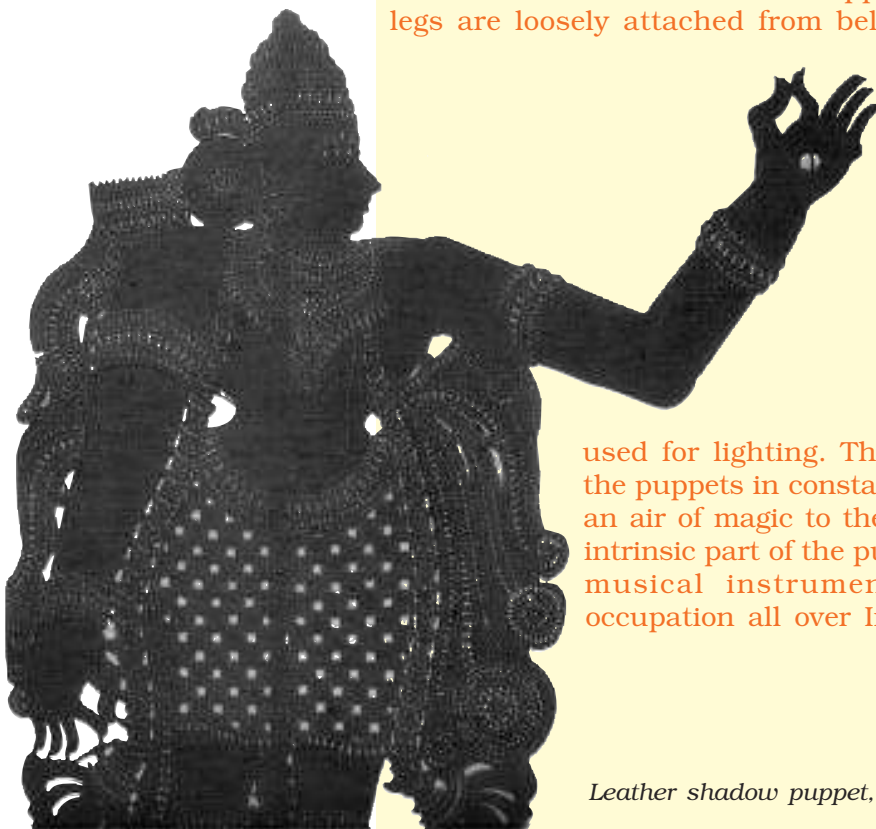 legs are loosely attached from
used for lighting.
the puppets in
an air of magic to the
intrinsic part of the
musical
occupation all over
Leather shadow puppet,